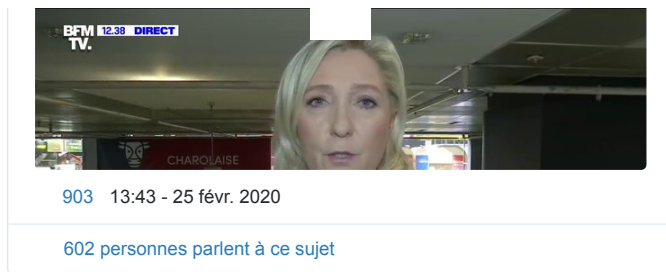 BFM 12.38 DIRECT
TV.
CHAROLAISE
903 13:43 - 25 févr. 2020
602 personnes parlent à ce sujet